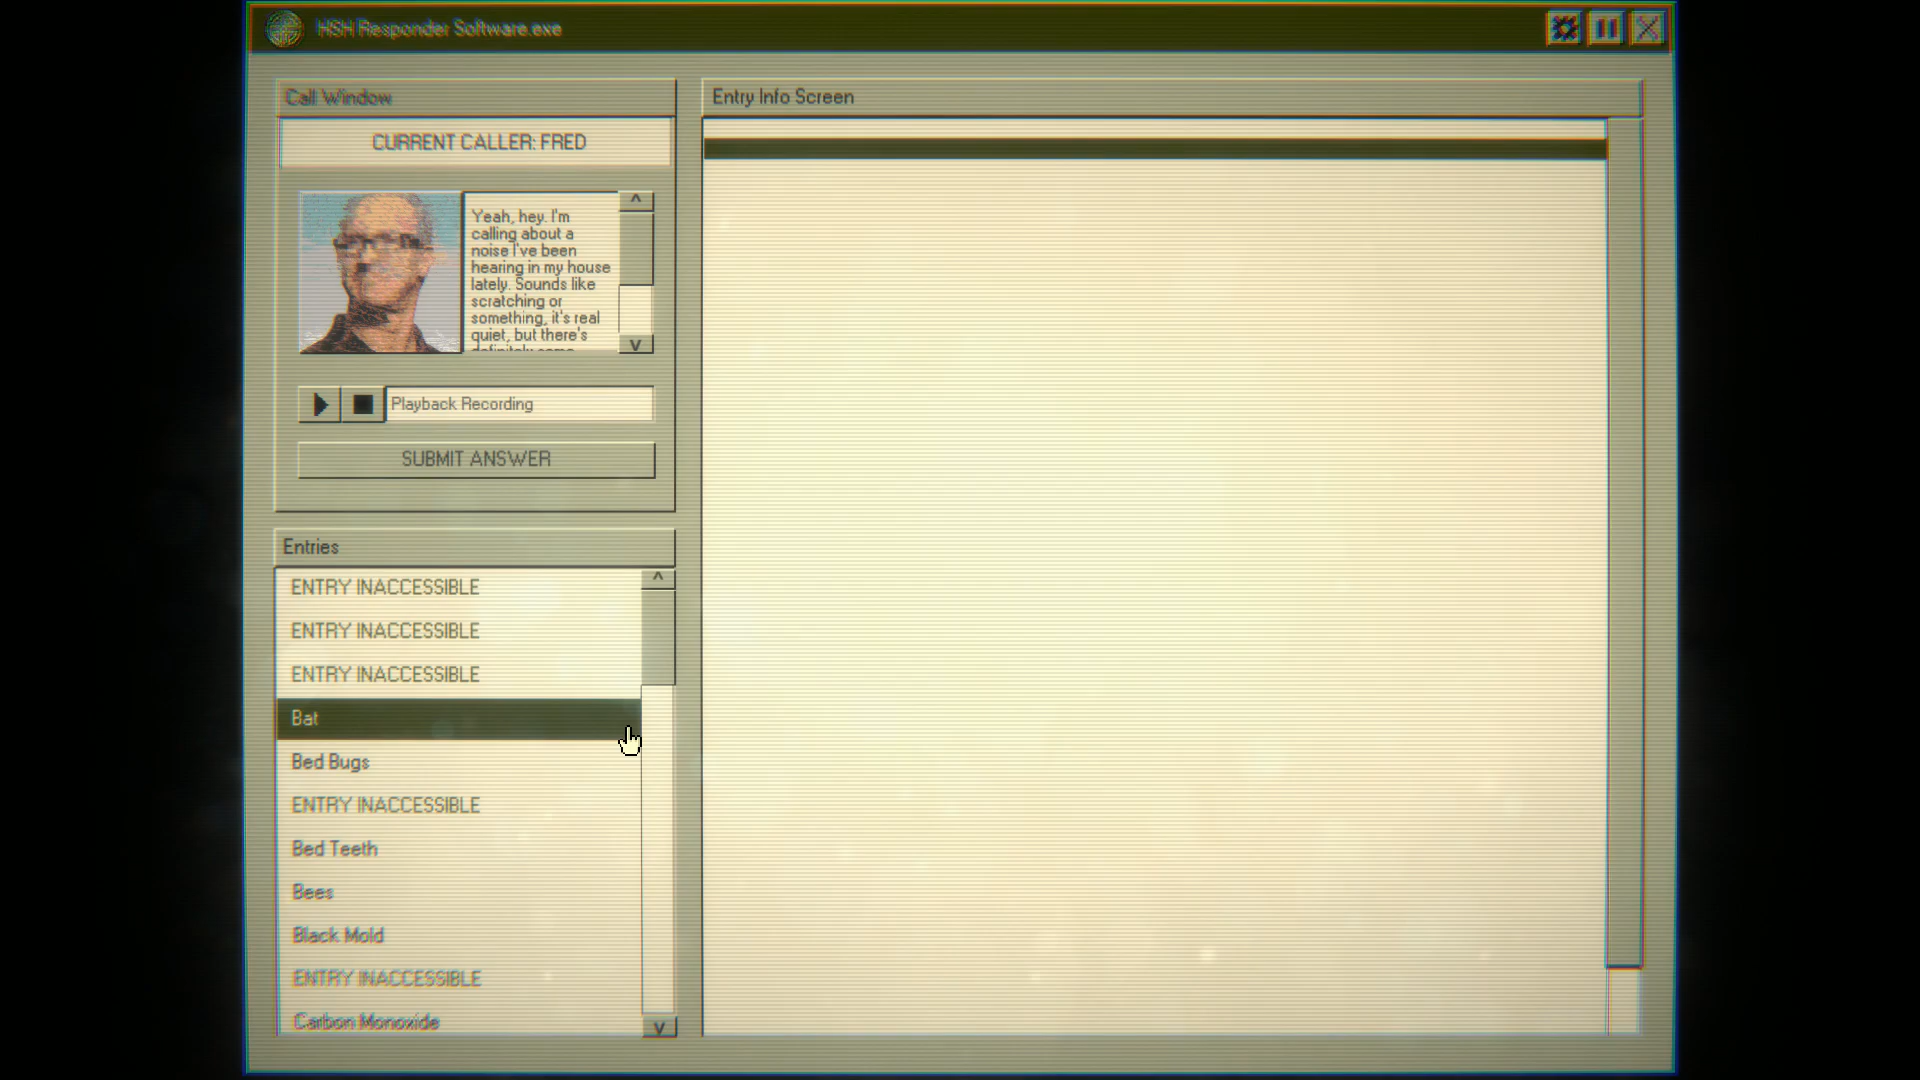 HSH Responder Software.exe
Call Window
CURRENT CALLER: FRED
Yeah, hey. I'm
calling about a
noise I've been
hearing in my house
lately. Sounds like
scratching or
something, it's real
quiet, but there's
definitely some
Playback Recording
SUBMIT ANSWER
Entries
ENTRY INACCESSIBLE
ENTRY INACCESSIBLE
ENTRY INACCESSIBLE
Bat
Bed Bugs
ENTRY INACCESSIBLE
Bed Teeth
Bees
Black Mold
ENTRY INACCESSIBLE
Carbon Monoxide
Entry Info Screen